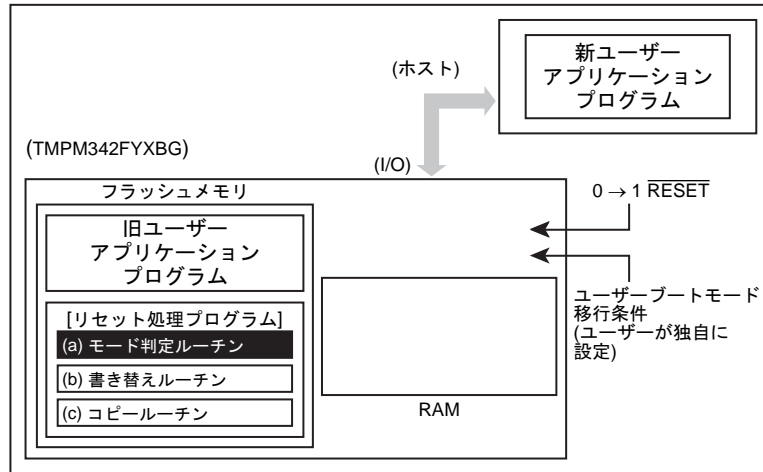 新ユーザー
アプリケーション
プログラム
(ホスト)
(TMPM342FYXBG)
(I/O)
フラッシュメモリ
旧ユーザー
アプリケーション
プログラム
[リセット処理プログラム]
(a) モード判定ルーチン
(b) 書き替えルーチン
(c) コピールーチン
RAM
0 → 1 RESET
ユーザーブートモード
移行条件
(ユーザーが独自に
設定)